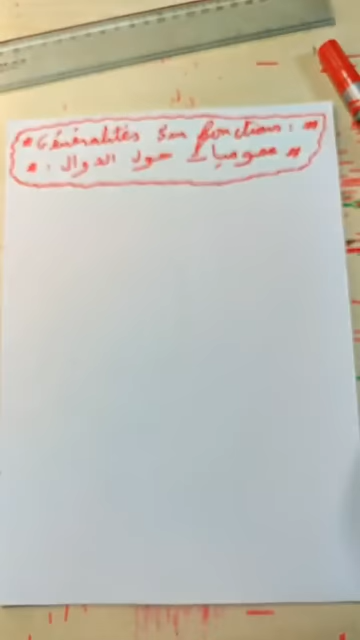 * Généralités Sur fonctions : *
* عموميات حول الدوال : *